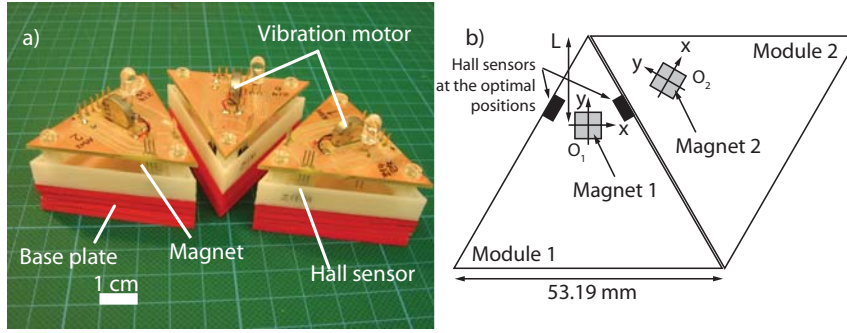 a)
Vibration motor
Base plate
Magnet
1 cm
Hall sensor
b)
L
Hall sensors
at the optimal
positions
y
x
O1
Magnet 1
Module 1
x
y
O2
Magnet 2
Module 2
53.19 mm